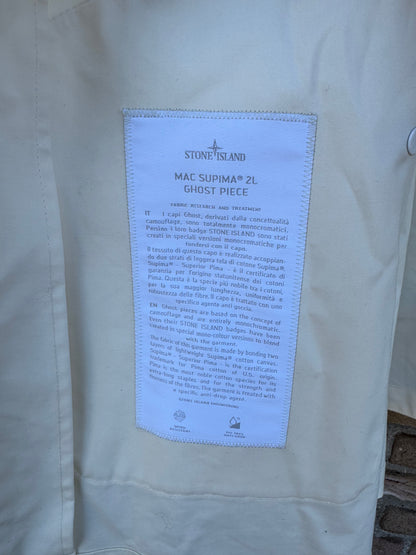 STONE ISLAND
MAC SUPIMA® 2L
GHOST PIECE
FABRIC RESEARCH AND TREATMENT
IT I capi Ghost, derivati dalla concettualità
camouflage, sono totalmente monocromatici,
Persino i loro badge STONE ISLAND sono stati
creati in speciali versioni monocromatiche per
fondersi con il capo.
Il tessuto di questo capo è realizzato accoppian-
do due strati di leggera tela di cotone Supima®.
Supima® - Superior Pima - è il certificato di
garanzia per l'origine statunitense dei cotoni
Pima. Questa è la specie più nobile tra i cotoni,
per la sua maggior lunghezza, uniformità e
robustezza delle fibre. Il capo è trattato con uno
specifica agente anti-goccia.
EN Ghost pieces are based on the concept of
camouflage and are entirely monochromatic.
Even their STONE ISLAND badges have been
created in special mono-colour versions to blend
with the garment.
The fabric of the garment is made by bonding two
layers of lightweight Supima® cotton canvas.
Supima® - Superior Pima - is the certification
trademark for Pima cotton of U.S. origin.
Pima is the most noble cotton species for its
extra-long staples and for the strength and
of the fibres. The garment is treated with
a specific anti-drop agent.
STONE ISLAND ENGINEERING
WIND
RESISTANT